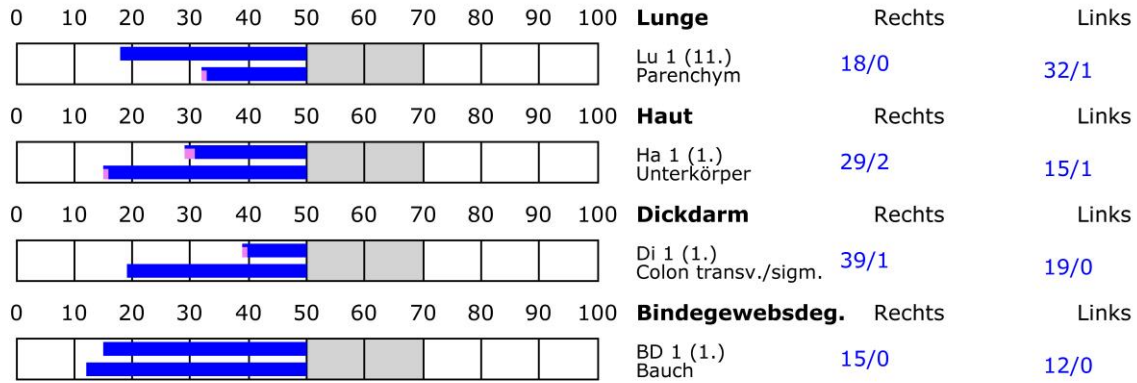 0 10 20 30 40 50 60 70 80 90 100 Lunge Rechts Links
Lu 1 (11.)
Parenchym 18/0 32/1
0 10 20 30 40 50 60 70 80 90 100 Haut Rechts Links
Ha 1 (1.)
Unterkörper 29/2 15/1
0 10 20 30 40 50 60 70 80 90 100 Dickdarm Rechts Links
Di 1 (1.)
Colon transv./sigm. 39/1 19/0
0 10 20 30 40 50 60 70 80 90 100 Bindegewebsdeg. Rechts Links
BD 1 (1.)
Bauch 15/0 12/0